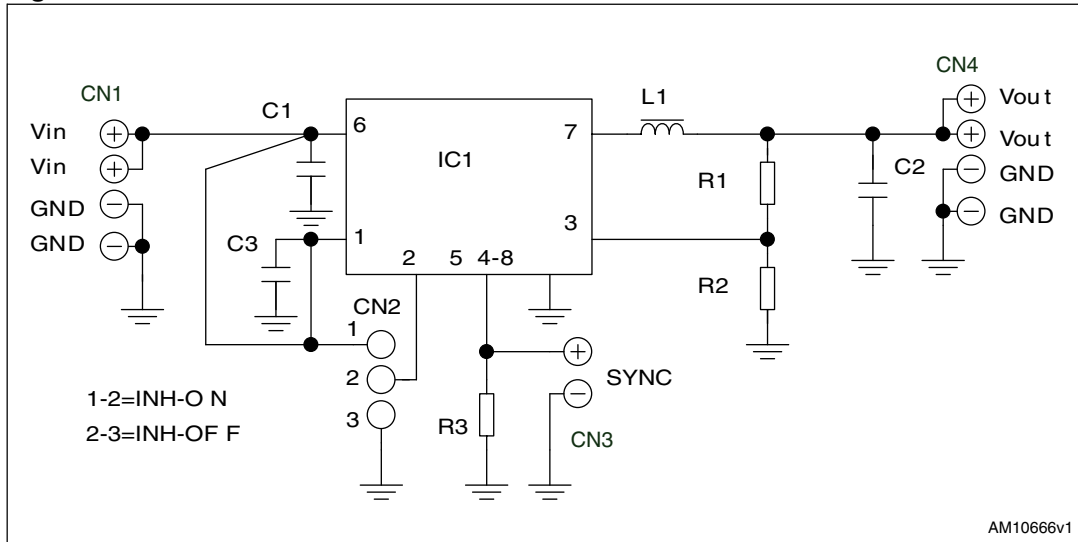 CN4
CN1
C1
L1
Vout
Vin
6
7
IC1
Vout
Vin
R1
C2
GND
GND
GND
C3
1
3
GND
2
5
4-8
CN2
R2
1
2
SYNC
1-2=INH-O N
3
R3
2-3=INH-OF F
CN3
AM10666v1